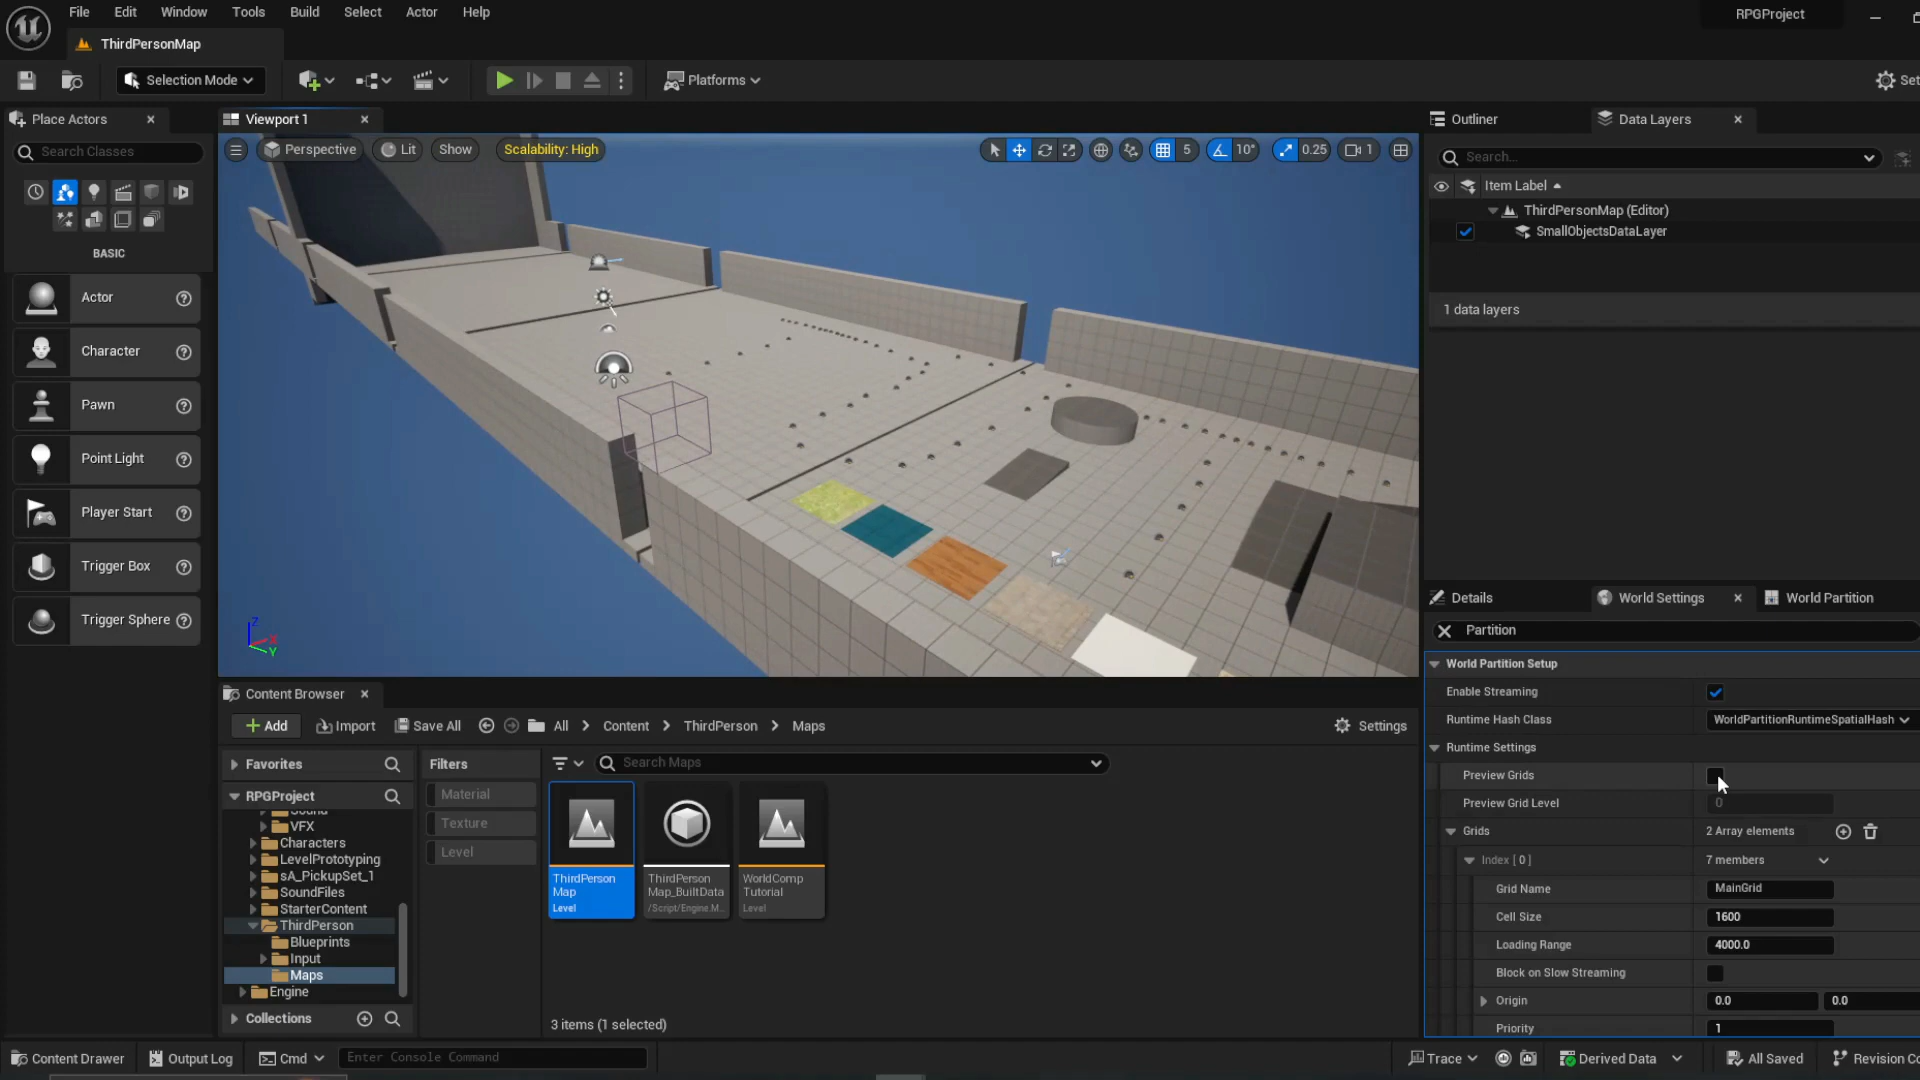 File Edit Window Tools Build Select Actor Help
RPGProject
ThirdPersonMap
Selection Mode
Platforms
Set
Place Actors
Search Classes
BASIC
Actor
Character
Pawn
Point Light
Player Start
Trigger Box
Trigger Sphere
Viewport 1
Perspective Lit Show Scalability: High
5 10° 0.25 1
Z X Y
Outliner Data Layers
Search...
Item Label
ThirdPersonMap (Editor)
SmallObjectsDataLayer
1 data layers
Details World Settings World Partition
Partition
World Partition Setup
Enable Streaming
Runtime Hash Class WorldPartitionRuntimeSpatialHash
Runtime Settings
Preview Grids
Preview Grid Level 0
Grids 2 Array elements
Index [ 0 ] 7 members
Grid Name MainGrid
Cell Size 1600
Loading Range 4000.0
Block on Slow Streaming
Origin 0.0 0.0
Priority 1
Content Browser
Add Import Save All All Content ThirdPerson Maps Settings
Favorites
RPGProject
Sound
VFX
Characters
LevelPrototyping
sA_PickupSet_1
SoundFiles
StarterContent
ThirdPerson
Blueprints
Input
Maps
Engine
Collections
Filters
Material
Texture
Level
Search Maps
ThirdPerson
Map
Level
ThirdPerson
Map_BuiltData
/Script/Engine.M...
WorldComp
Tutorial
Level
3 items (1 selected)
Content Drawer Output Log Cmd Enter Console Command Trace Derived Data All Saved Revision Co